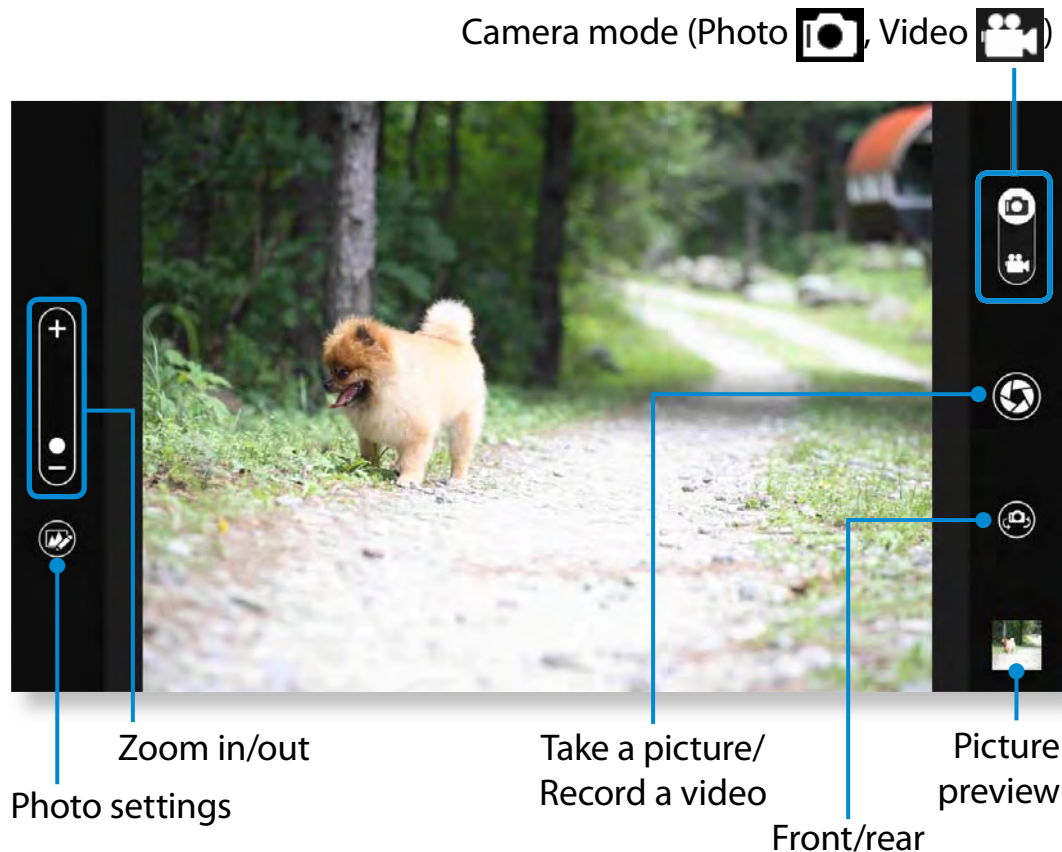 Camera mode (Photo , Video )
Zoom in/out
Take a picture/
Record a video
Picture
preview
Photo settings
Front/rear